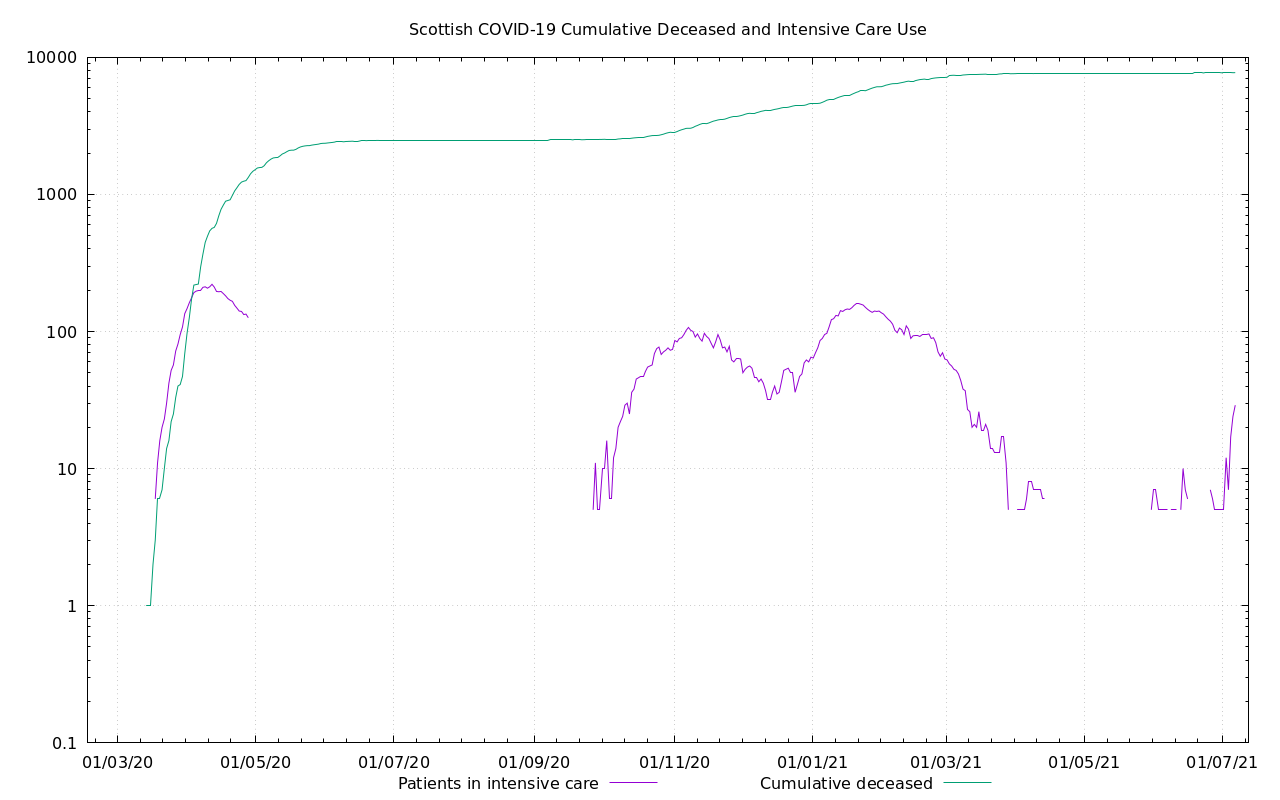 Scottish COVID-19 Cumulative Deceased and Intensive Care Use
10000
1000
100
10
1
0.1
01/03/20 01/05/20 01/07/20 01/09/20 01/11/20 01/01/21 01/03/21 01/05/21 01/07/21
Patients in intensive care Cumulative deceased